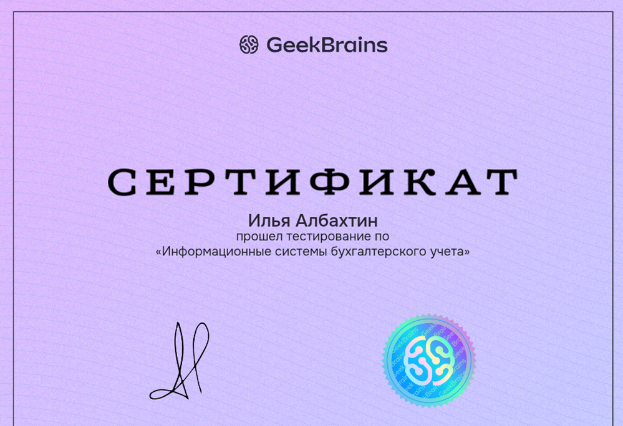 GeekBrains
СЕРТИФИКАТ
Илья Албахтин
прошел тестирование по
«Информационные системы бухгалтерского учета»